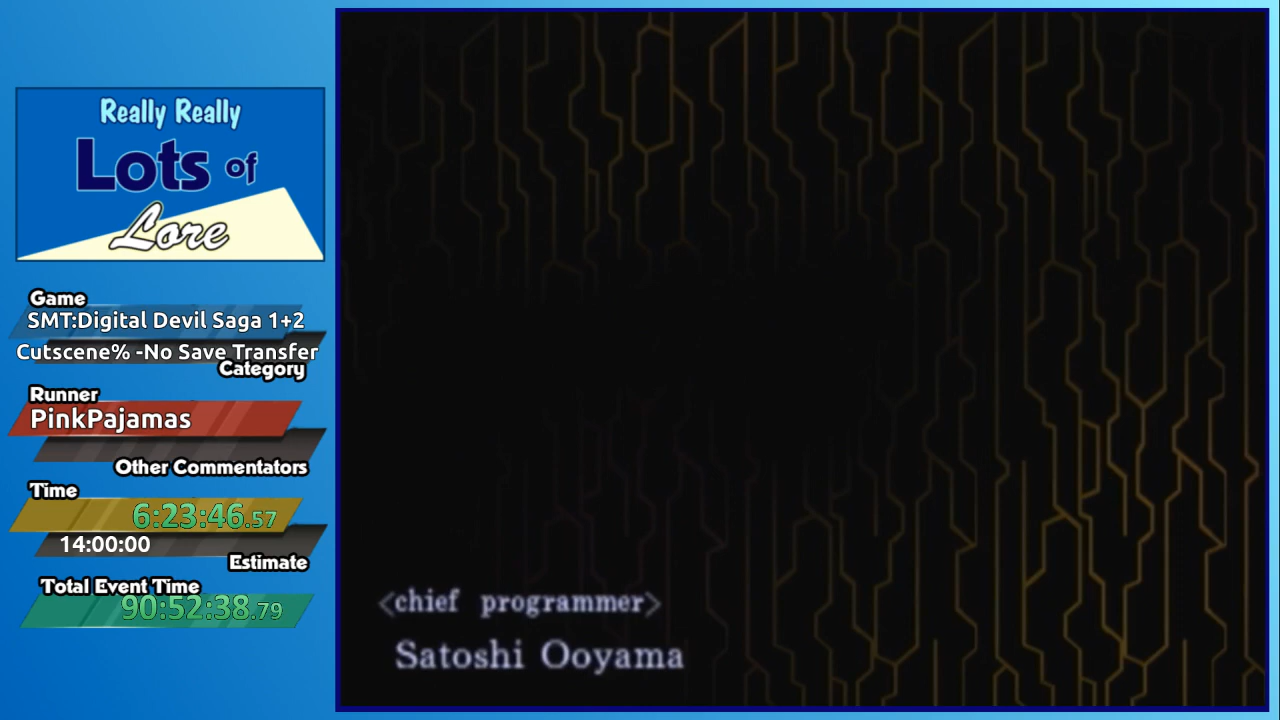 Really Really
Lots of
Lore
Game
SMT:Digital Devil Saga 1+2
Cutscene% -No Save Transfer
Category
Runner
PinkPajamas
Other Commentators
Time
6:23:46.57
14:00:00
Estimate
Total Event Time
90:52:38.79
<chief programmer>
Satoshi Ooyama